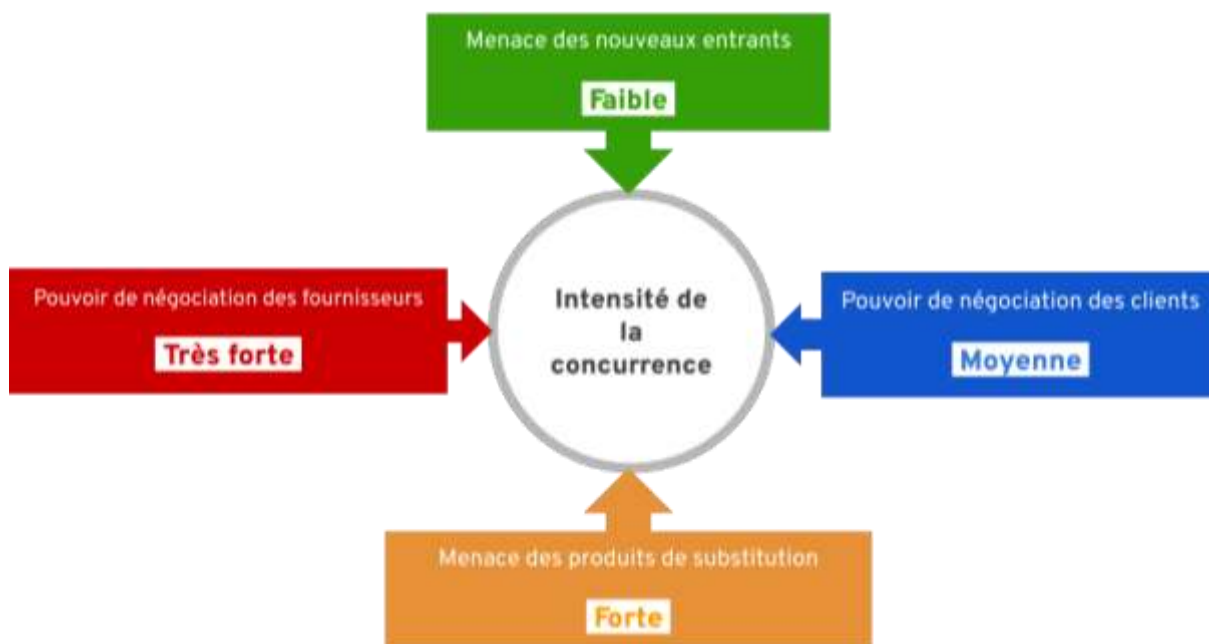 Menace des nouveaux entrants
Faible
Pouvoir de négociation des fournisseurs
Très forte
Intensité de
la
concurrence
Pouvoir de négociation des clients
Moyenne
Menace des produits de substitution
Forte